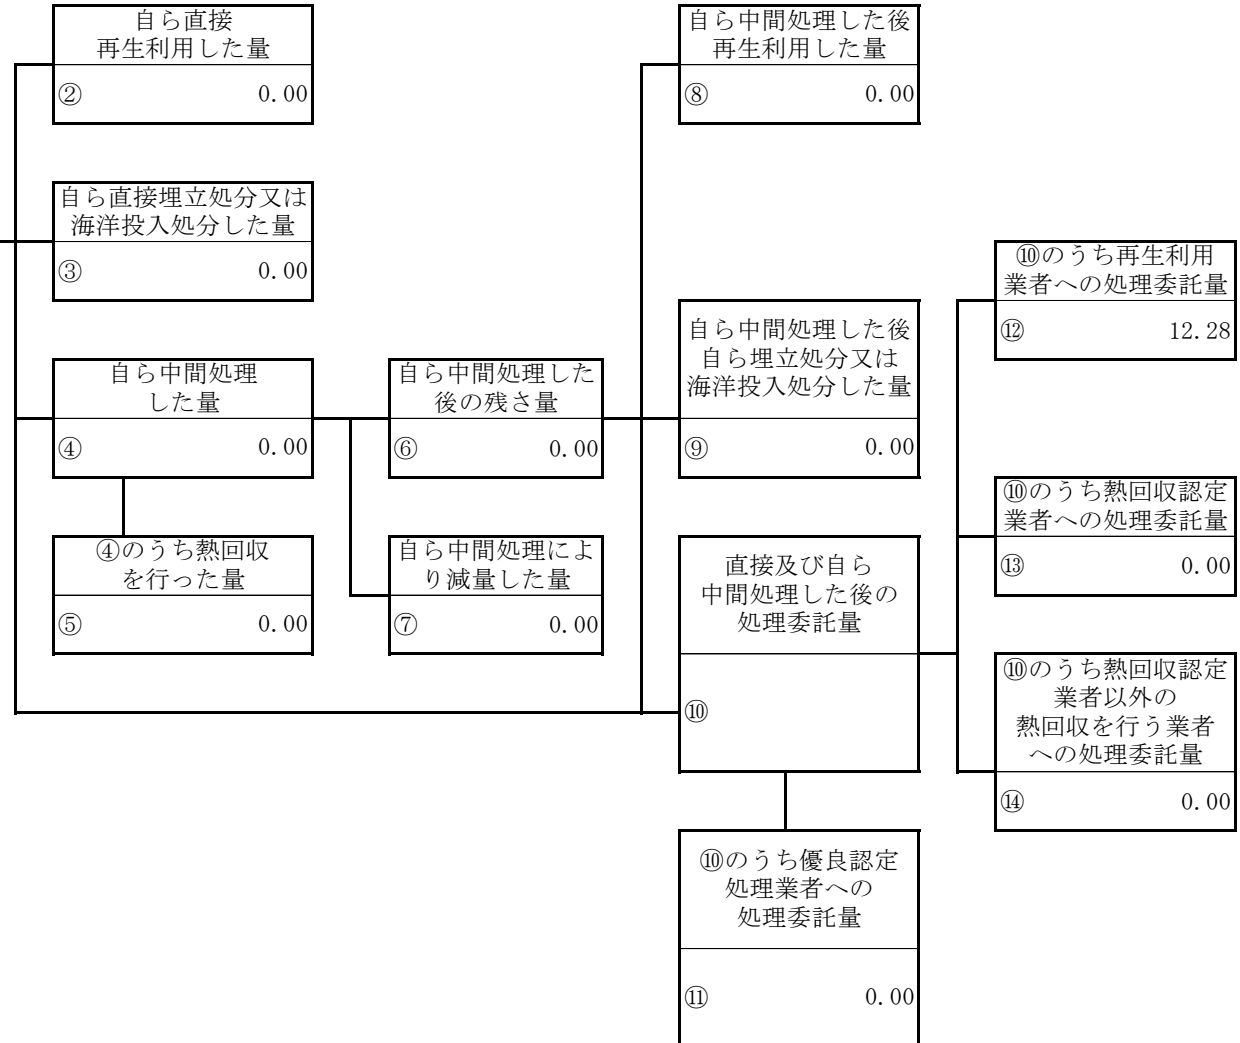 自ら直接
再生利用した量
② 0.00
自ら直接埋立処分又は
海洋投入処分した量
③ 0.00
自ら中間処理
した量
④ 0.00
④のうち熱回収
を行った量
⑤ 0.00
自ら中間処理した
後の残さ量
⑥ 0.00
自ら中間処理によ
り減量した量
⑦ 0.00
自ら中間処理した後
再生利用した量
⑧ 0.00
自ら中間処理した後
自ら埋立処分又は
海洋投入処分した量
⑨ 0.00
直接及び自ら
中間処理した後の
処理委託量
⑩
⑩のうち優良認定
処理業者への
処理委託量
⑪ 0.00
⑩のうち再生利用
業者への処理委託量
⑫ 12.28
⑩のうち熱回収認定
業者への処理委託量
⑬ 0.00
⑩のうち熱回収認定
業者以外の
熱回収を行う業者
への処理委託量
⑭ 0.00